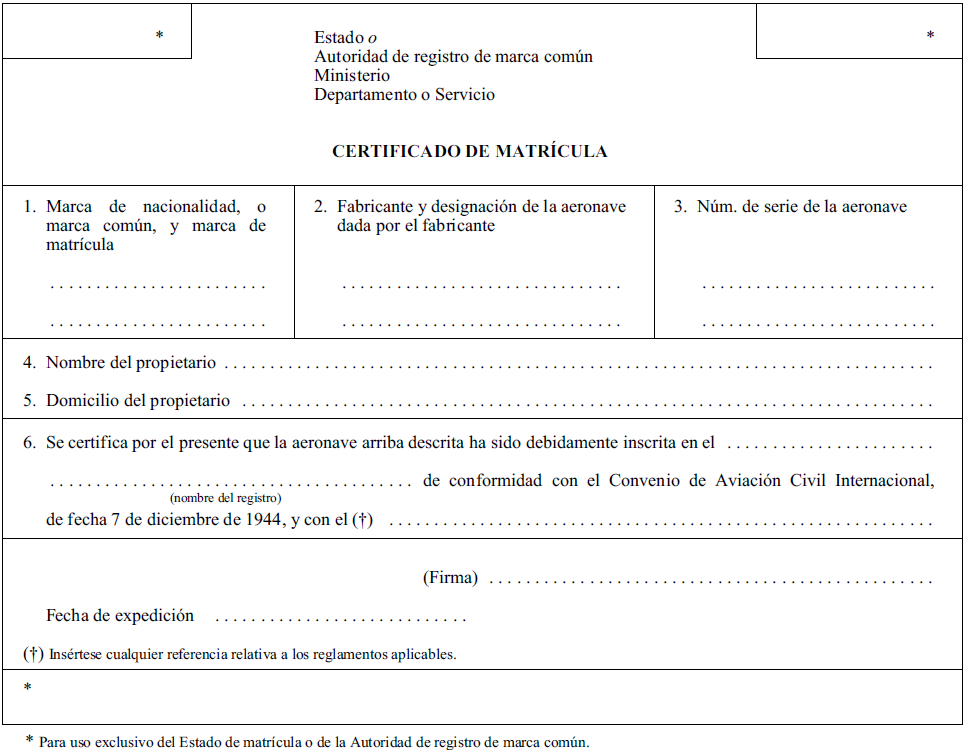 *
*
Estado o
Autoridad de registro de marca común
Ministerio
Departamento o Servicio
CERTIFICADO DE MATRÍCULA
1. Marca de nacionalidad, o
marca común, y marca de
matrícula
. . . . . . . . . . . . . . . . . . . . . . . .
. . . . . . . . . . . . . . . . . . . . . . . .
2. Fabricante y designación de la aeronave
dada por el fabricante
. . . . . . . . . . . . . . . . . . . . . . . . . . . . . . .
. . . . . . . . . . . . . . . . . . . . . . . . . . . . . . .
3. Núm. de serie de la aeronave
. . . . . . . . . . . . . . . . . . . . . . . . . .
. . . . . . . . . . . . . . . . . . . . . . . . . .
4. Nombre del propietario . . . . . . . . . . . . . . . . . . . . . . . . . . . . . . . . . . . . . . . . . . . . . . . . . . . . . . . . . . . . . . . . . . . . . . . . . . . . . .
5. Domicilio del propietario . . . . . . . . . . . . . . . . . . . . . . . . . . . . . . . . . . . . . . . . . . . . . . . . . . . . . . . . . . . . . . . . . . . . . . . . . . . .
6. Se certifica por el presente que la aeronave arriba descrita ha sido debidamente inscrita en el . . . . . . . . . . . . . . . . . . . . . . .
. . . . . . . . . . . . . . . . . . . . . . . . . . . . . . . . . . . . . . . . de conformidad con el Convenio de Aviación Civil Internacional,
(nombre del registro)
de fecha 7 de diciembre de 1944, y con el (†) . . . . . . . . . . . . . . . . . . . . . . . . . . . . . . . . . . . . . . . . . . . . . . . . . . . . . . . . . . . .
(Firma) . . . . . . . . . . . . . . . . . . . . . . . . . . . . . . . . . . . . . . . . . . . . . . . . .
Fecha de expedición . . . . . . . . . . . . . . . . . . . . . . . . . . . .
(†) Insértese cualquier referencia relativa a los reglamentos aplicables.
*
* Para uso exclusivo del Estado de matrícula o de la Autoridad de registro de marca común.